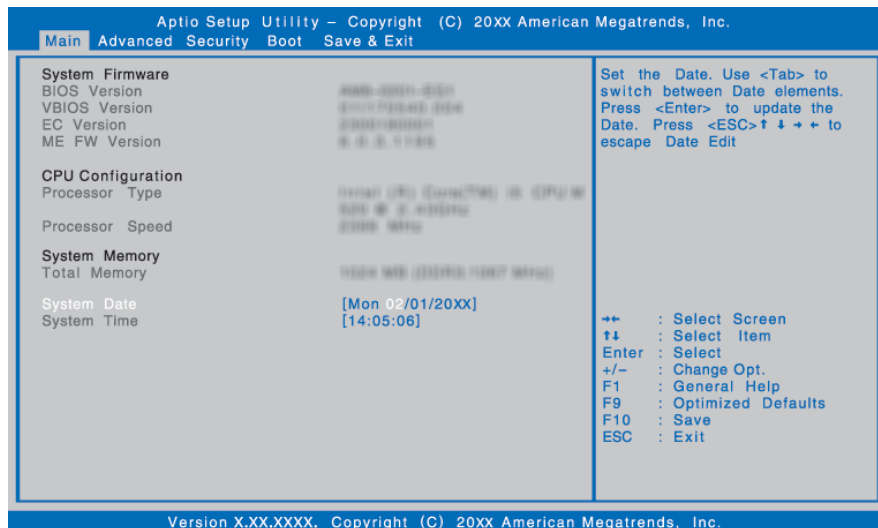 Aptio Setup Utility – Copyright (C) 20XX American Megatrends, Inc.
Main Advanced Security Boot Save & Exit
System Firmware
BIOS Version
VBIOS Version
EC Version
ME FW Version
CPU Configuration
Processor Type
Processor Speed
System Memory
Total Memory
System Date [Mon 02/01/20XX]
System Time [14:05:06]
Set the Date. Use <Tab> to
switch between Date elements.
Press <Enter> to update the
Date. Press <ESC>↑ ↓ → ← to
escape Date Edit
→← : Select Screen
↑↓ : Select Item
Enter : Select
+/– : Change Opt.
F1 : General Help
F9 : Optimized Defaults
F10 : Save
ESC : Exit
Version X.XX.XXXX. Copyright (C) 20XX American Megatrends, Inc.